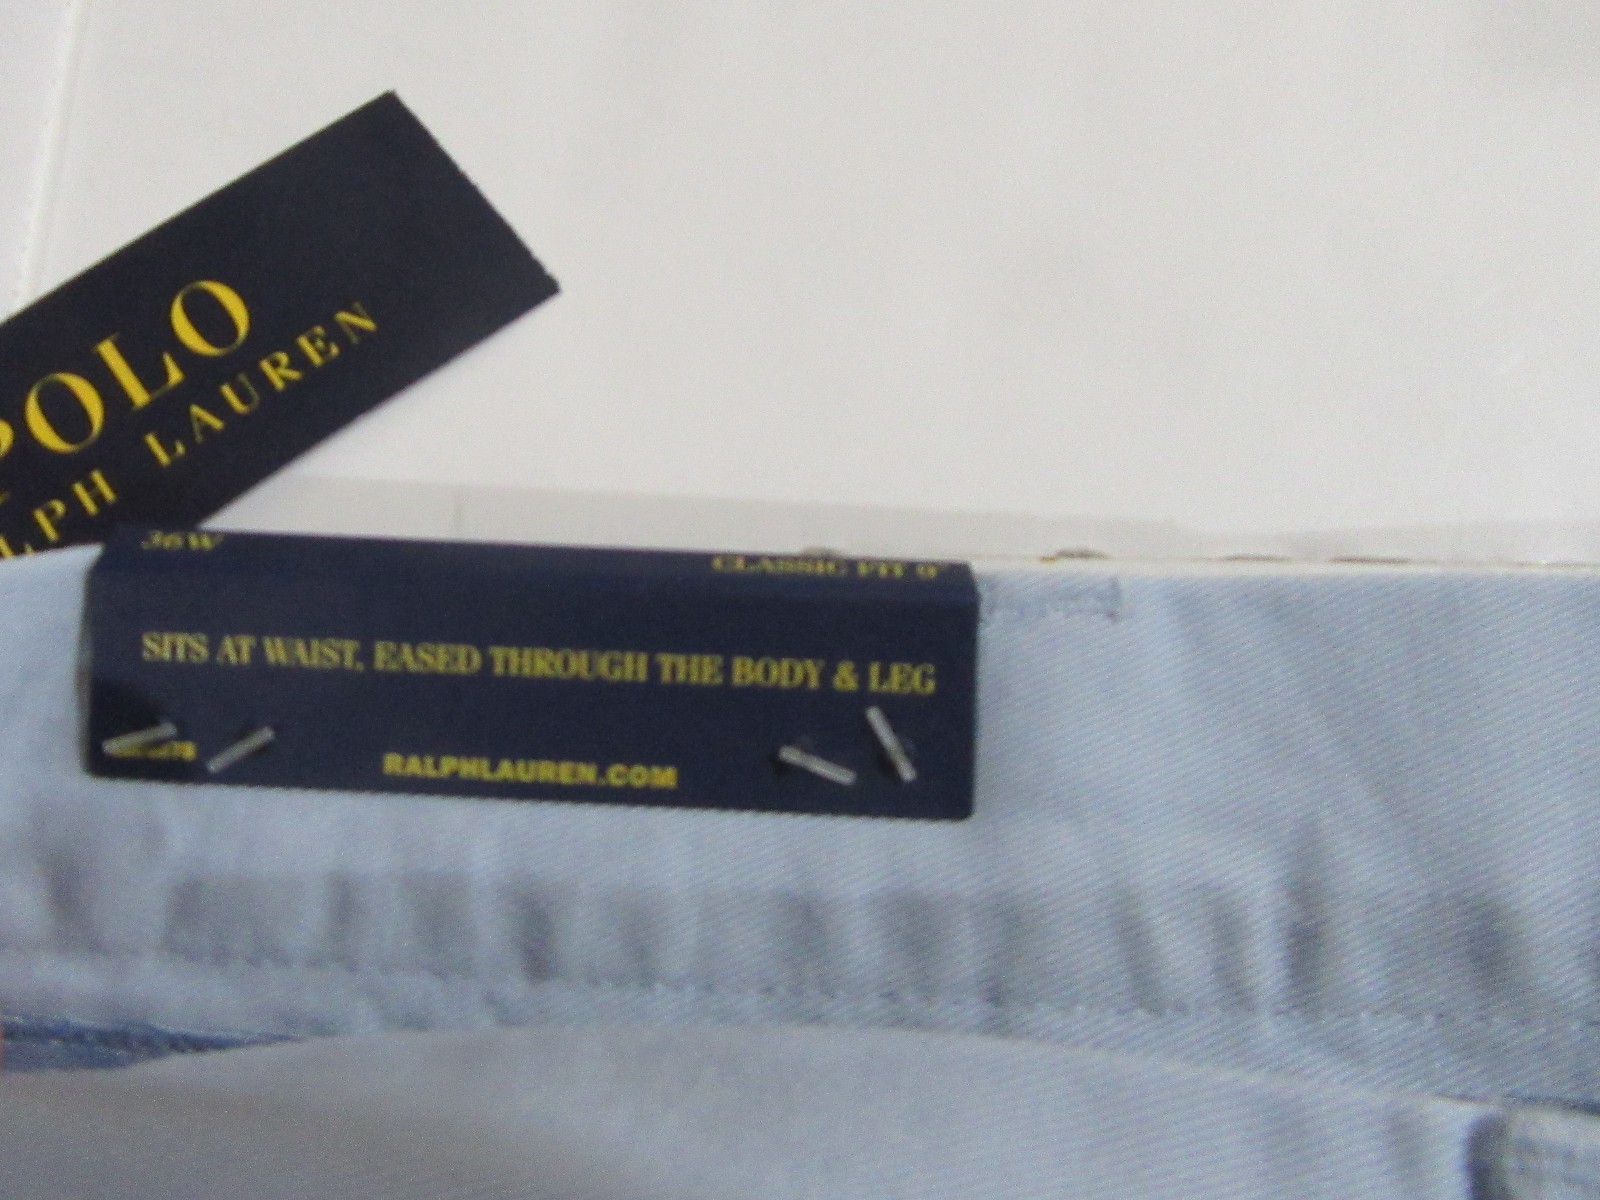 POLO
LPH LAUREN
36W
CLASSIC FIT 9"
SITS AT WAIST, EASED THROUGH THE BODY & LEG
RALPHLAUREN.COM